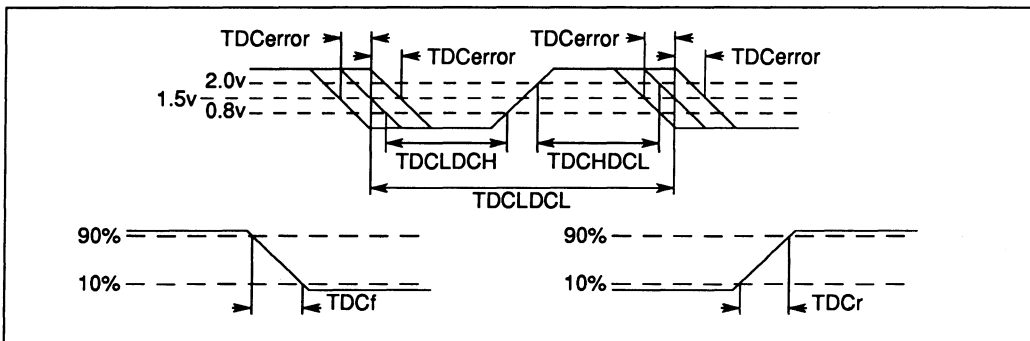 TDCerror
TDCerror
TDCerror
TDCerror
2.0v
1.5v
0.8v
TDCLDCH
TDCHDCL
TDCLDCL
90%
10%
TDCf
90%
10%
TDCr